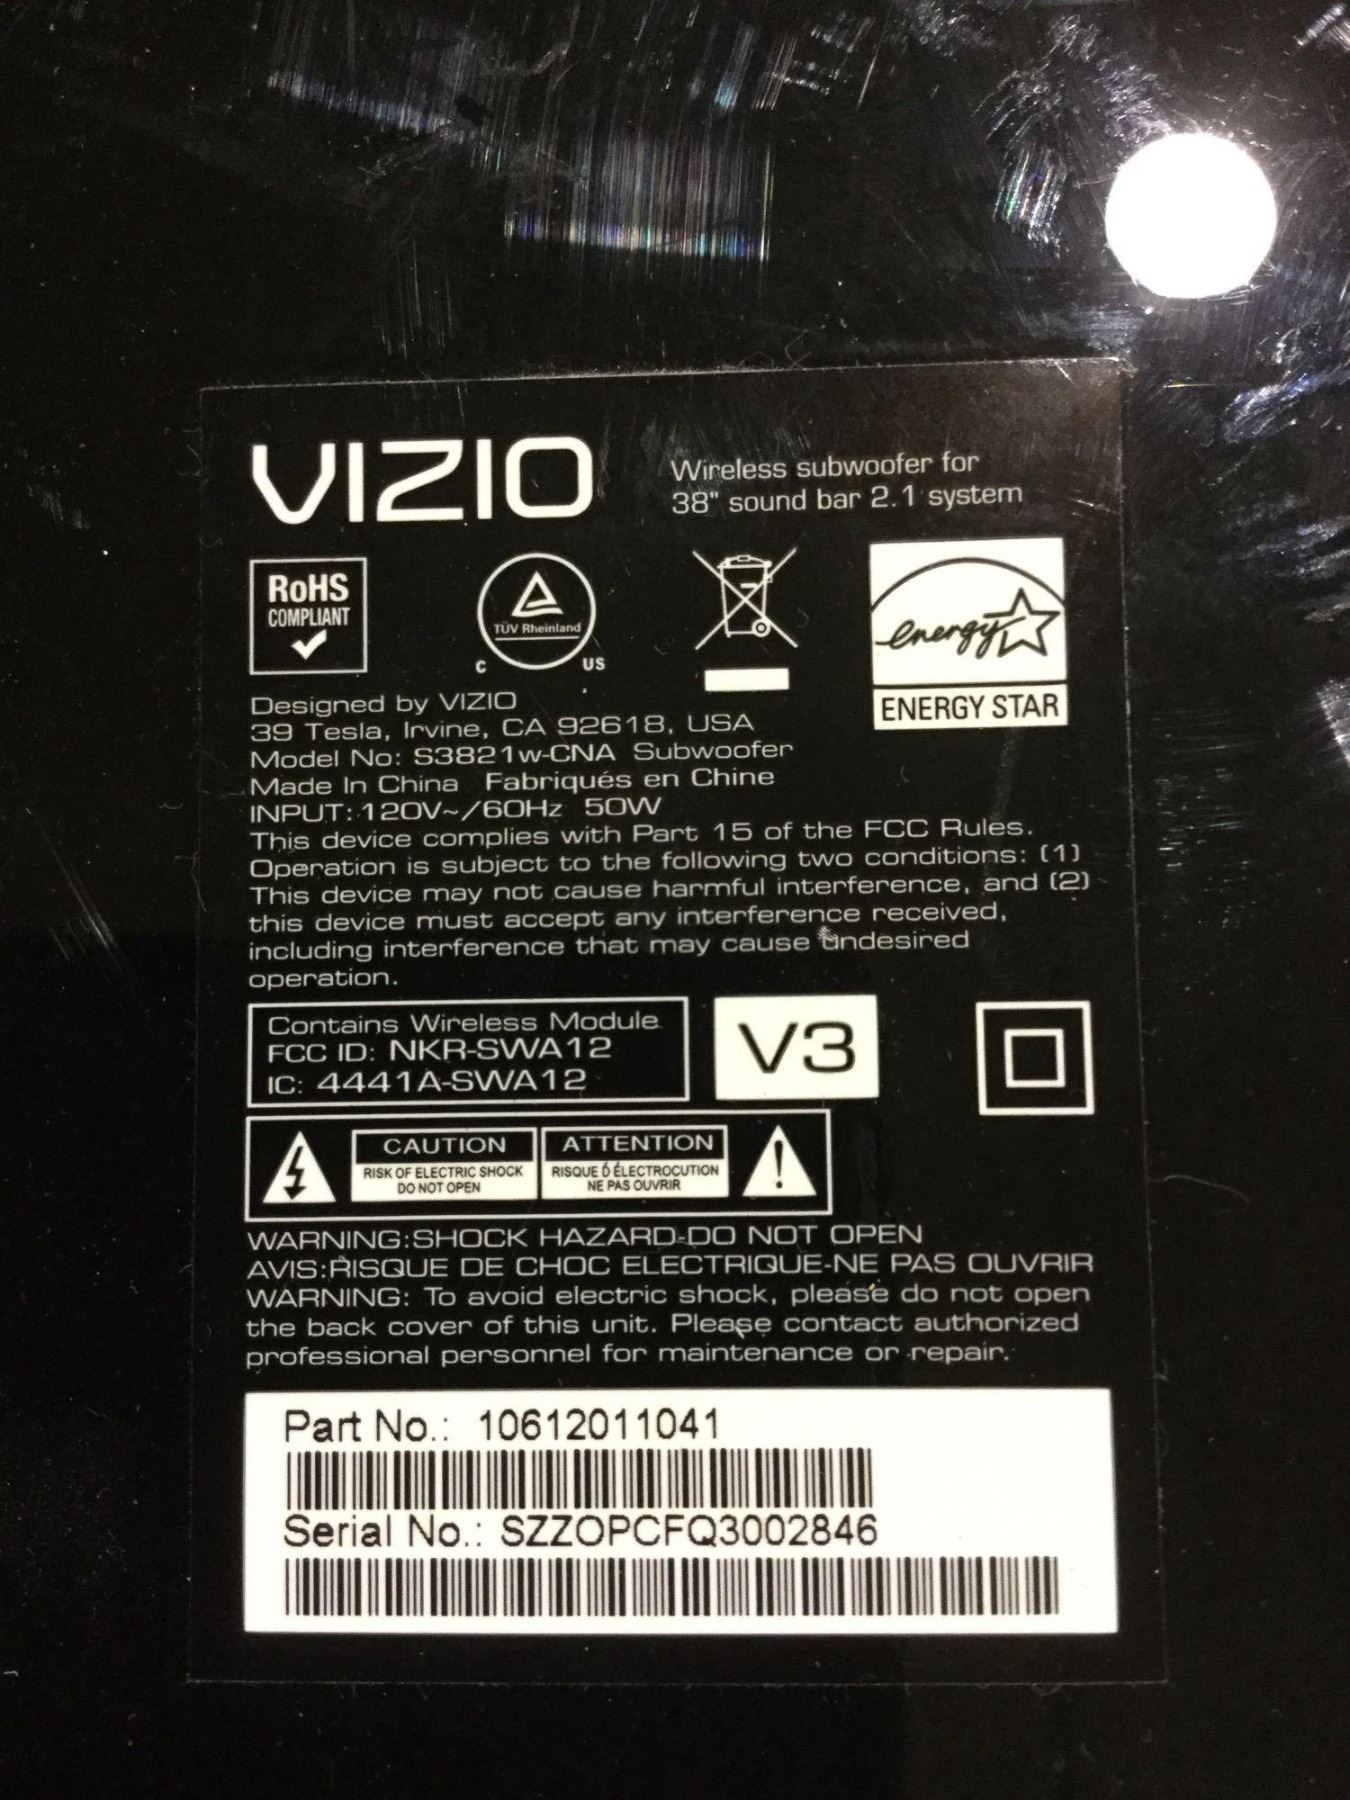 VIZIO
Wireless subwoofer for
38" sound bar 2.1 system
RoHS
COMPLIANT
TÜV Rheinland
C US
energy
ENERGY STAR
Designed by VIZIO
39 Tesla, Irvine, CA 92618, USA
Model No: S3821w-CNA Subwoofer
Made In China Fabriqués en Chine
INPUT: 120V~/60Hz 50W
This device complies with Part 15 of the FCC Rules.
Operation is subject to the following two conditions: (1)
This device may not cause harmful interference, and (2)
this device must accept any interference received,
including interference that may cause undesired
operation.
Contains Wireless Module
FCC ID: NKR-SWA12
IC: 4441A-SWA12
V3
CAUTION
RISK OF ELECTRIC SHOCK
DO NOT OPEN
ATTENTION
RISQUE D'ÉLECTROCUTION
NE PAS OUVRIR
WARNING:SHOCK HAZARD-DO NOT OPEN
AVIS:RISQUE DE CHOC ELECTRIQUE-NE PAS OUVRIR
WARNING: To avoid electric shock, please do not open
the back cover of this unit. Please contact authorized
professional personnel for maintenance or repair.
Part No.: 10612011041
Serial No.: SZZOPCFQ3002846